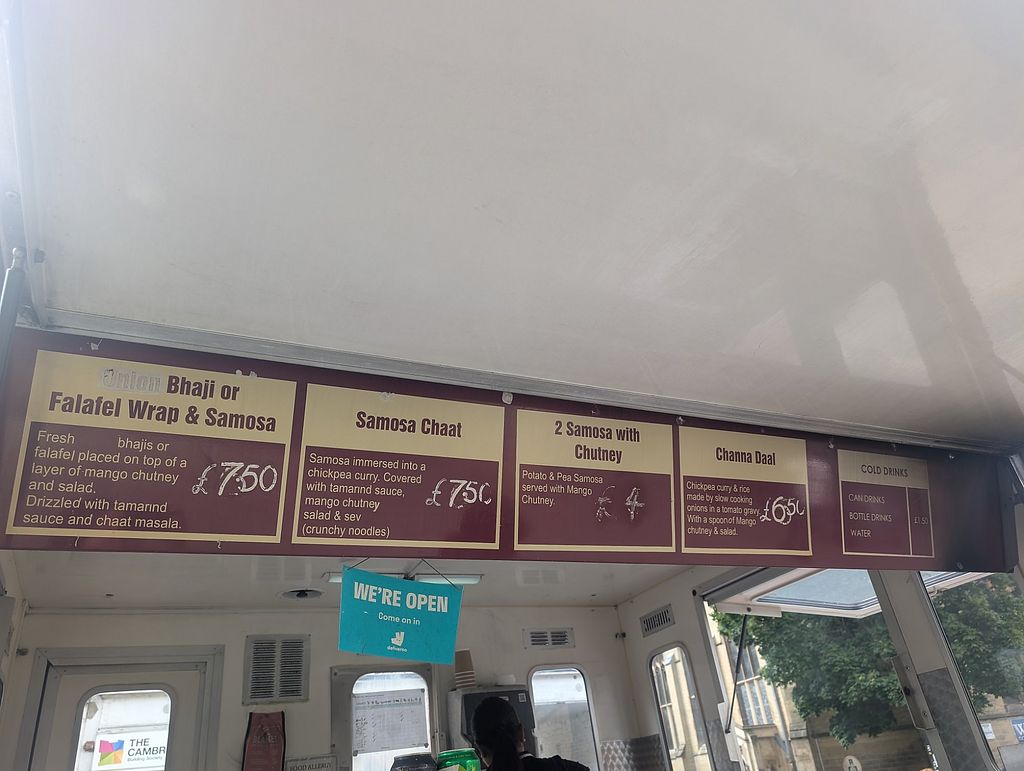 Onion Bhaji or
Falafel Wrap & Samosa
Fresh bhajis or
falafel placed on top of a
layer of mango chutney
and salad.
Drizzled with tamarind
sauce and chaat masala.
£7.50
Samosa Chaat
Samosa immersed into a
chickpea curry. Covered
with tamarind sauce,
mango chutney
salad & sev
(crunchy noodles)
£7.50
2 Samosa with
Chutney
Potato & Pea Samosa
served with Mango
Chutney.
£4
Channa Daal
Chickpea curry & rice
made by slow cooking
onions in a tomato gravy.
With a spoon of Mango
chutney & salad.
£6.50
COLD DRINKS
CAN DRINKS
BOTTLE DRINKS
WATER
£1.50
WE'RE OPEN
Come on in
deliveroo
THE
CAMBR
Building Society
FOOD ALLERGY